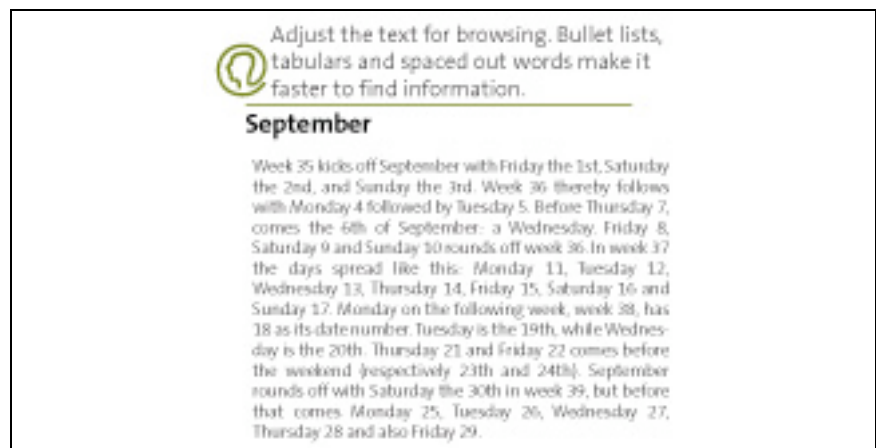 Adjust the text for browsing. Bullet lists,
tabulars and spaced out words make it
faster to find information.
September
Week 35 kicks off September with Friday the 1st, Saturday
the 2nd, and Sunday the 3rd. Week 36 thereby follows
with Monday 4 followed by Tuesday 5. Before Thursday 7,
comes the 6th of September: a Wednesday. Friday 8,
Saturday 9 and Sunday 10 rounds off week 36. In week 37
the days spread like this: Monday 11, Tuesday 12,
Wednesday 13, Thursday 14, Friday 15, Saturday 16 and
Sunday 17. Monday on the following week, week 38, has
18 as its date number. Tuesday is the 19th, while Wednes-
day is the 20th. Thursday 21 and Friday 22 comes before
the weekend (respectively 23th and 24th). September
rounds off with Saturday the 30th in week 39, but before
that comes Monday 25, Tuesday 26, Wednesday 27,
Thursday 28 and also Friday 29.